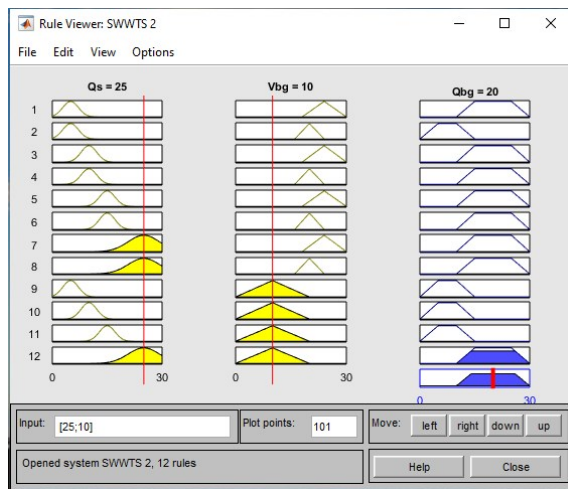 Rule Viewer: SWWTS 2
File Edit View Options
Qs = 25 Vbg = 10 Qbg = 20
1
2
3
4
5
6
7
8
9
10
11
12
0 30 0 30
0 30
Input: [25;10] Plot points: 101 Move: left right down up
Opened system SWWTS 2, 12 rules Help Close